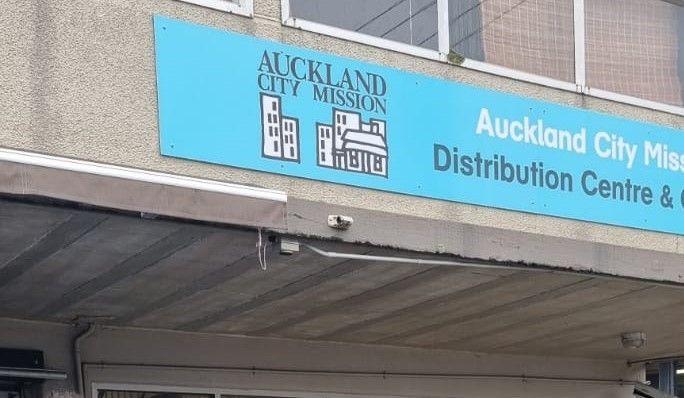 AUCKLAND
CITY MISSION
Auckland City Miss
Distribution Centre &